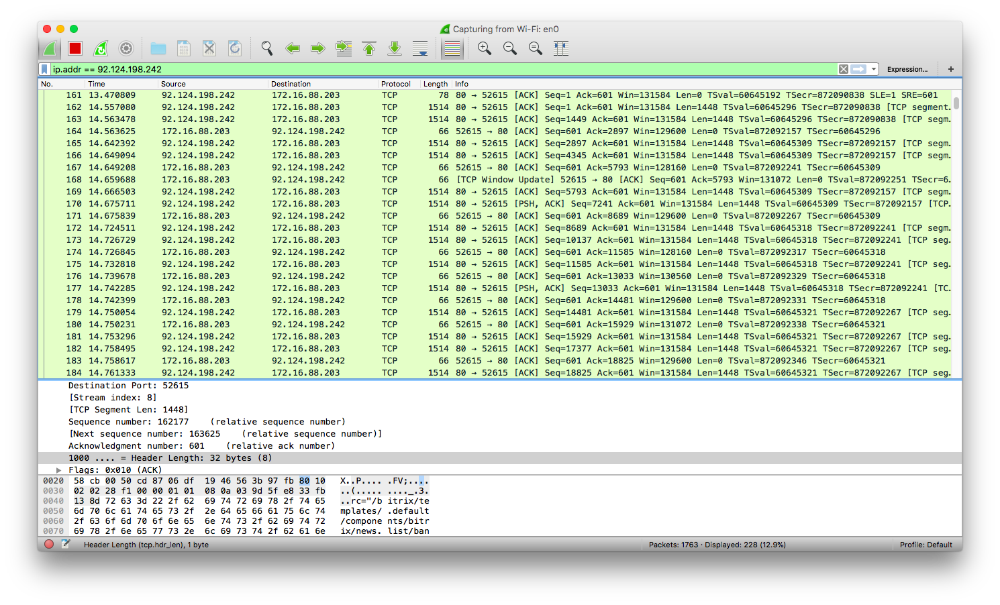 Capturing from Wi-Fi: en0
ip.addr == 92.124.198.242 Expression... +
No. Time Source Destination Protocol Length Info
161 13.470809 92.124.198.242 172.16.88.203 TCP 78 80 → 52615 [ACK] Seq=1 Ack=601 Win=131584 Len=0 TSval=60645192 TSecr=872090838 SLE=1 SRE=601
162 14.557080 92.124.198.242 172.16.88.203 TCP 1514 80 → 52615 [ACK] Seq=1 Ack=601 Win=131584 Len=1448 TSval=60645296 TSecr=872090838 [TCP segment…
163 14.563478 92.124.198.242 172.16.88.203 TCP 1514 80 → 52615 [ACK] Seq=1449 Ack=601 Win=131584 Len=1448 TSval=60645296 TSecr=872090838 [TCP segm…
164 14.563625 172.16.88.203 92.124.198.242 TCP 66 52615 → 80 [ACK] Seq=601 Ack=2897 Win=129600 Len=0 TSval=872092157 TSecr=60645296
165 14.642392 92.124.198.242 172.16.88.203 TCP 1514 80 → 52615 [ACK] Seq=2897 Ack=601 Win=131584 Len=1448 TSval=60645309 TSecr=872092157 [TCP segm…
166 14.649094 92.124.198.242 172.16.88.203 TCP 1514 80 → 52615 [ACK] Seq=4345 Ack=601 Win=131584 Len=1448 TSval=60645309 TSecr=872092157 [TCP segm…
167 14.649208 172.16.88.203 92.124.198.242 TCP 66 52615 → 80 [ACK] Seq=601 Ack=5793 Win=128160 Len=0 TSval=872092241 TSecr=60645309
168 14.659688 172.16.88.203 92.124.198.242 TCP 66 [TCP Window Update] 52615 → 80 [ACK] Seq=601 Ack=5793 Win=131072 Len=0 TSval=872092251 TSecr=6…
169 14.666503 92.124.198.242 172.16.88.203 TCP 1514 80 → 52615 [ACK] Seq=5793 Ack=601 Win=131584 Len=1448 TSval=60645309 TSecr=872092157 [TCP segm…
170 14.675711 92.124.198.242 172.16.88.203 TCP 1514 80 → 52615 [PSH, ACK] Seq=7241 Ack=601 Win=131584 Len=1448 TSval=60645309 TSecr=872092157 [TCP…
171 14.675839 172.16.88.203 92.124.198.242 TCP 66 52615 → 80 [ACK] Seq=601 Ack=8689 Win=129600 Len=0 TSval=872092267 TSecr=60645309
172 14.724511 92.124.198.242 172.16.88.203 TCP 1514 80 → 52615 [ACK] Seq=8689 Ack=601 Win=131584 Len=1448 TSval=60645318 TSecr=872092241 [TCP segm…
173 14.726729 92.124.198.242 172.16.88.203 TCP 1514 80 → 52615 [ACK] Seq=10137 Ack=601 Win=131584 Len=1448 TSval=60645318 TSecr=872092241 [TCP seg…
174 14.726845 172.16.88.203 92.124.198.242 TCP 66 52615 → 80 [ACK] Seq=601 Ack=11585 Win=128160 Len=0 TSval=872092317 TSecr=60645318
175 14.732818 92.124.198.242 172.16.88.203 TCP 1514 80 → 52615 [ACK] Seq=11585 Ack=601 Win=131584 Len=1448 TSval=60645318 TSecr=872092241 [TCP seg…
176 14.739678 172.16.88.203 92.124.198.242 TCP 66 52615 → 80 [ACK] Seq=601 Ack=13033 Win=130560 Len=0 TSval=872092329 TSecr=60645318
177 14.742285 92.124.198.242 172.16.88.203 TCP 1514 80 → 52615 [PSH, ACK] Seq=13033 Ack=601 Win=131584 Len=1448 TSval=60645318 TSecr=872092241 [TC…
178 14.742399 172.16.88.203 92.124.198.242 TCP 66 52615 → 80 [ACK] Seq=601 Ack=14481 Win=129600 Len=0 TSval=872092331 TSecr=60645318
179 14.750054 92.124.198.242 172.16.88.203 TCP 1514 80 → 52615 [ACK] Seq=14481 Ack=601 Win=131584 Len=1448 TSval=60645321 TSecr=872092267 [TCP seg…
180 14.750231 172.16.88.203 92.124.198.242 TCP 66 52615 → 80 [ACK] Seq=601 Ack=15929 Win=131072 Len=0 TSval=872092338 TSecr=60645321
181 14.753296 92.124.198.242 172.16.88.203 TCP 1514 80 → 52615 [ACK] Seq=15929 Ack=601 Win=131584 Len=1448 TSval=60645321 TSecr=872092267 [TCP seg…
182 14.758495 92.124.198.242 172.16.88.203 TCP 1514 80 → 52615 [ACK] Seq=17377 Ack=601 Win=131584 Len=1448 TSval=60645321 TSecr=872092267 [TCP seg…
183 14.758617 172.16.88.203 92.124.198.242 TCP 66 52615 → 80 [ACK] Seq=601 Ack=18825 Win=129600 Len=0 TSval=872092346 TSecr=60645321
184 14.761333 92.124.198.242 172.16.88.203 TCP 1514 80 → 52615 [ACK] Seq=18825 Ack=601 Win=131584 Len=1448 TSval=60645321 TSecr=872092267 [TCP seg…
Destination Port: 52615
[Stream index: 8]
[TCP Segment Len: 1448]
Sequence number: 162177 (relative sequence number)
[Next sequence number: 163625 (relative sequence number)]
Acknowledgment number: 601 (relative ack number)
1000 .... = Header Length: 32 bytes (8)
Flags: 0x010 (ACK)
0020 58 cb 00 50 cd 87 06 df 19 46 56 3b 97 fb 80 10 X..P.... .FV;....
0030 02 02 28 f1 00 00 01 01 08 0a 03 9d 5f e8 33 fb ..(..... ...._.3.
0040 13 8d 72 63 3d 22 2f 62 69 74 72 69 78 2f 74 65 ..rc="/b itrix/te
0050 6d 70 6c 61 74 65 73 2f 2e 64 65 66 61 75 6c 74 mplates/ .default
0060 2f 63 6f 6d 70 6f 6e 65 6e 74 73 2f 62 69 74 72 /compone nts/bitr
0070 69 78 2f 6e 65 77 73 2e 6c 69 73 74 2f 62 61 6e ix/news. list/ban
Header Length (tcp.hdr_len), 1 byte Packets: 1763 · Displayed: 228 (12.9%) Profile: Default